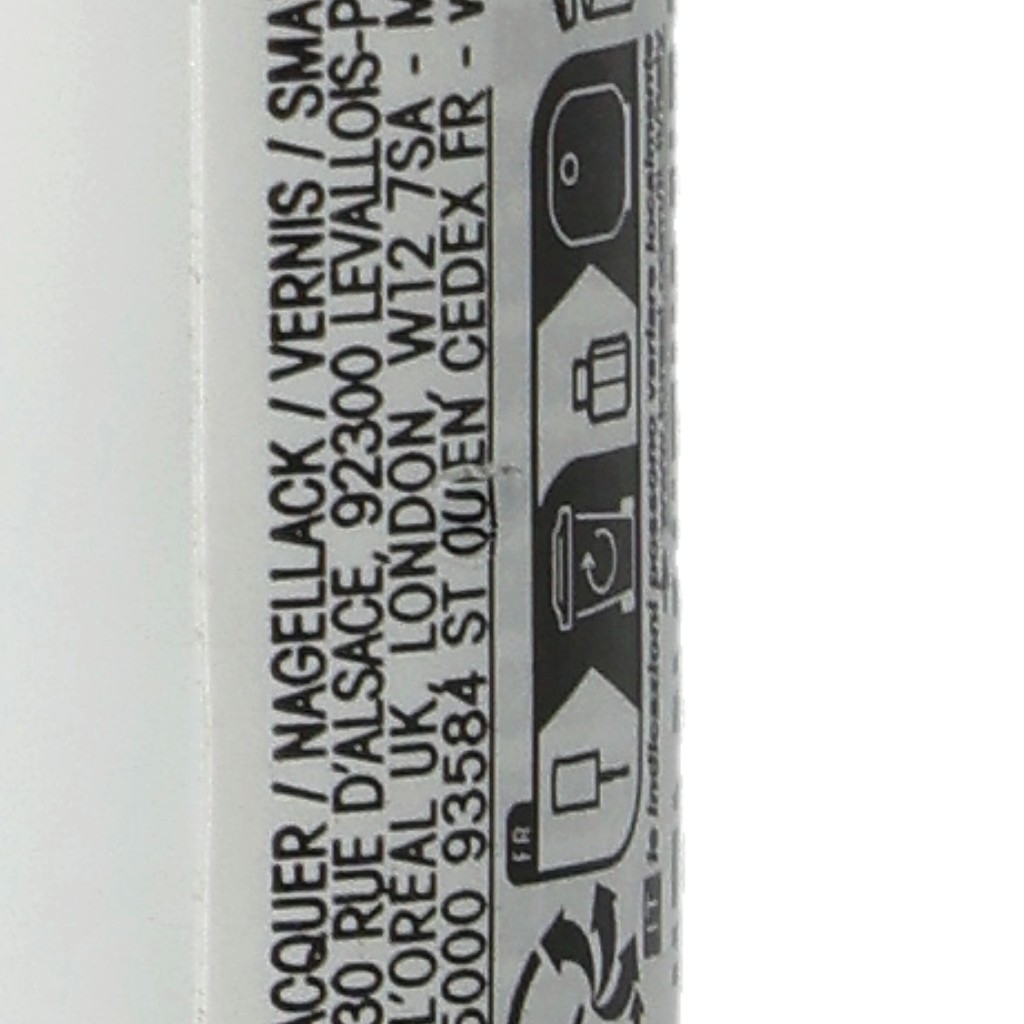 ACQUER / NAGELLACK / VERNIS / SMA
30 RUE D'ALSACE, 92300 LEVALLOIS-P
L'ORÉAL UK, LONDON, W12 7SA - M
5000 93584 ST OUEN CEDEX FR -
FR
IT le indicazioni possono variare localmente